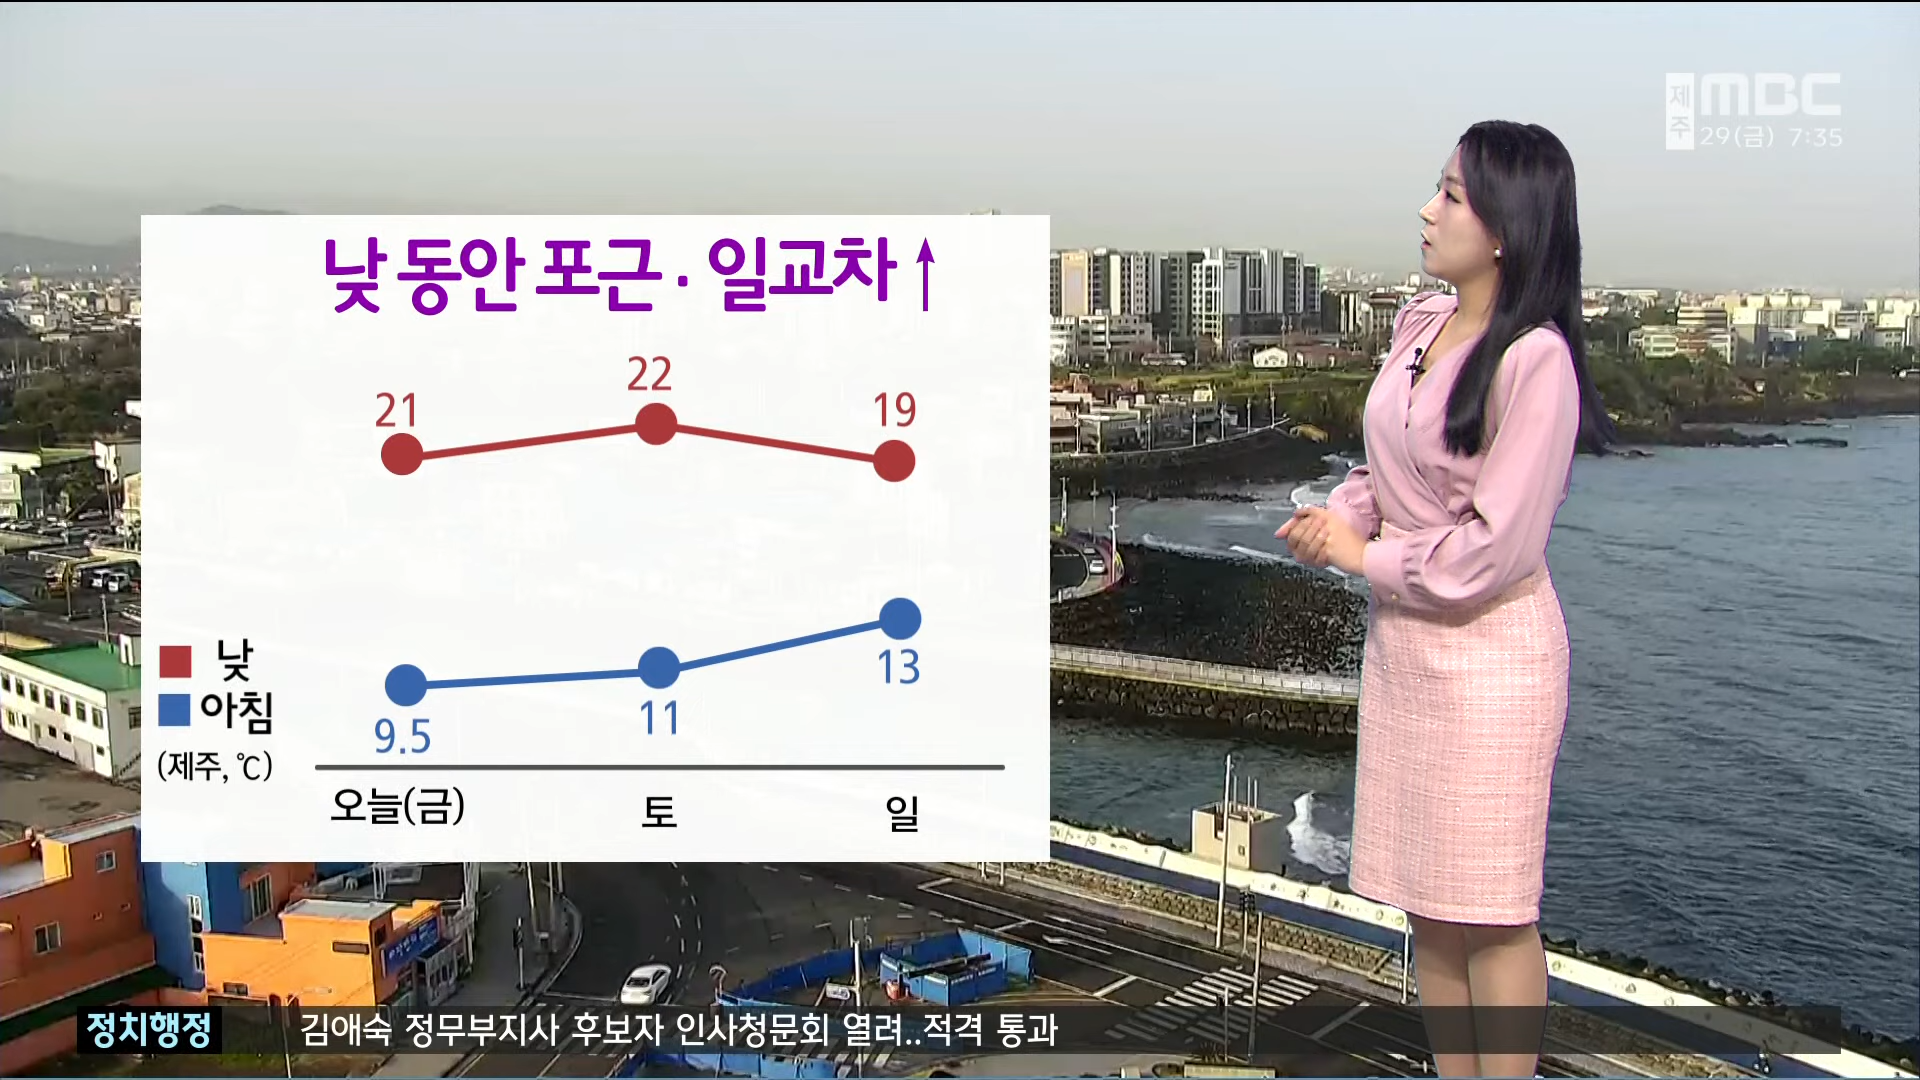 제주 MBC
29(금) 7:35
낮 동안 포근 · 일교차 ↑
21 22 19
낮
아침
(제주, ℃)
9.5 11 13
오늘(금) 토 일
정치행정 김애숙 정무부지사 후보자 인사청문회 열려..적격 통과